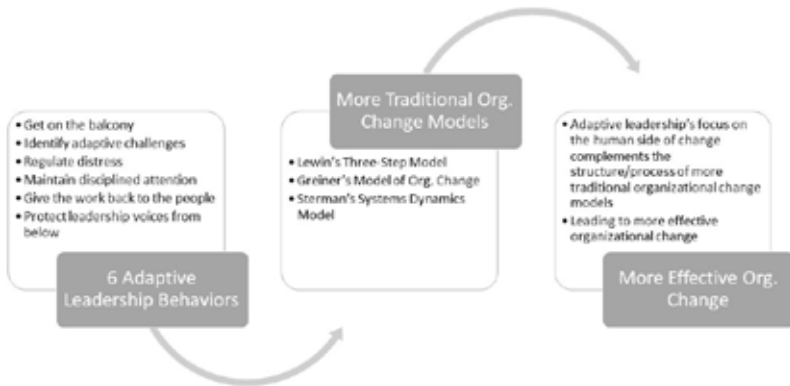 • Get on the balcony
• Identify adaptive challenges
• Regulate distress
• Maintain disciplined attention
• Give the work back to the people
• Protect leadership voices from
below
6 Adaptive
Leadership Behaviors
More Traditional Org.
Change Models
• Lewin's Three-Step Model
• Greiner's Model of Org. Change
• Sterman's Systems Dynamics
Model
• Adaptive leadership's focus on
the human side of change
complements the
structure/process of more
traditional organizational change
models
• Leading to more effective
organizational change
More Effective Org.
Change